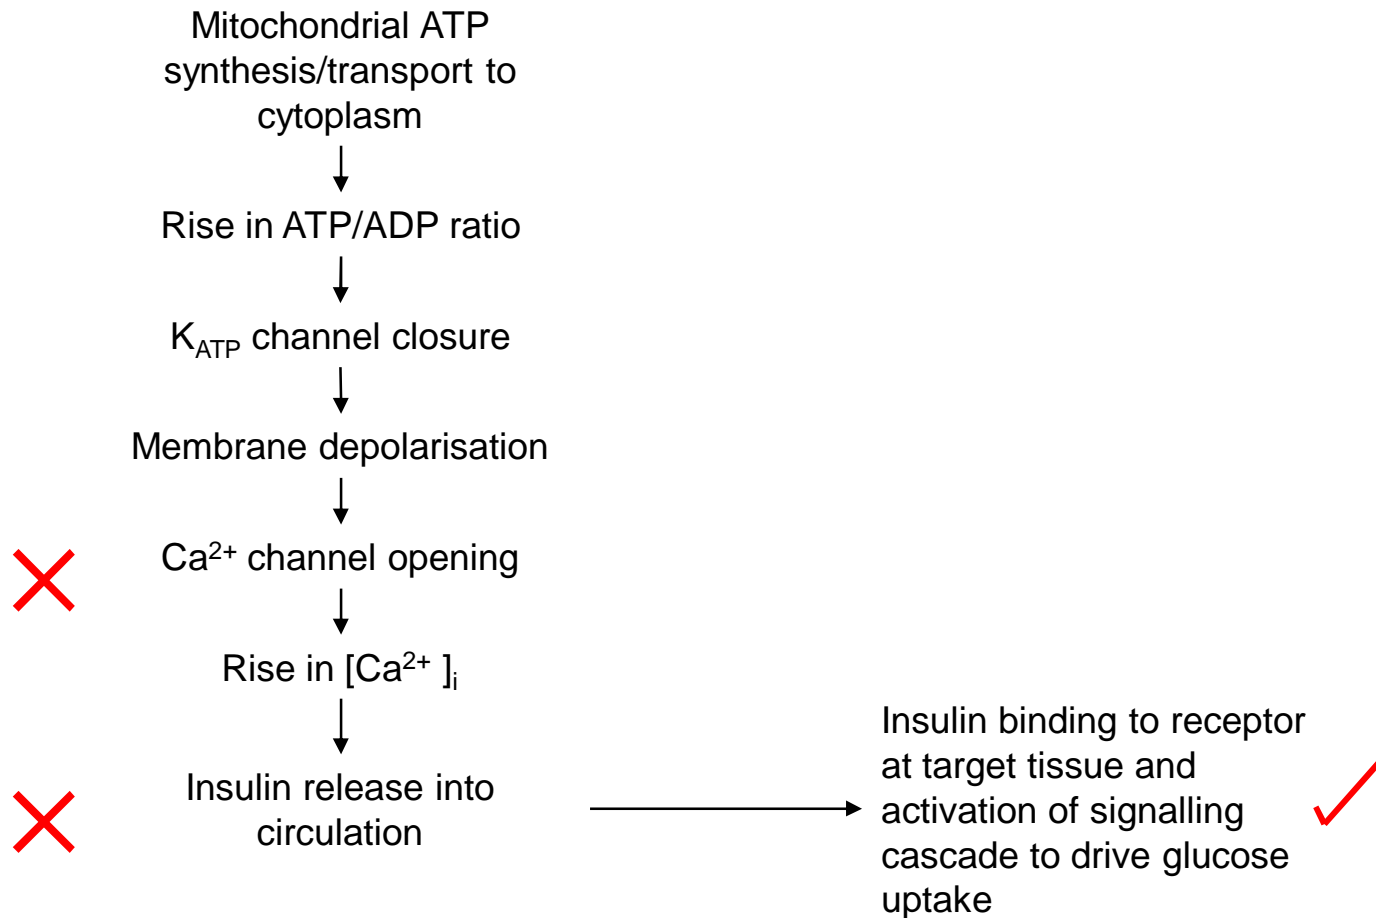 Mitochondrial ATP
synthesis/transport to
cytoplasm
Rise in ATP/ADP ratio
K_ATP channel closure
Membrane depolarisation
Ca²⁺ channel opening
Rise in [Ca²⁺ ]ᵢ
Insulin release into
circulation
Insulin binding to receptor
at target tissue and
activation of signalling
cascade to drive glucose
uptake